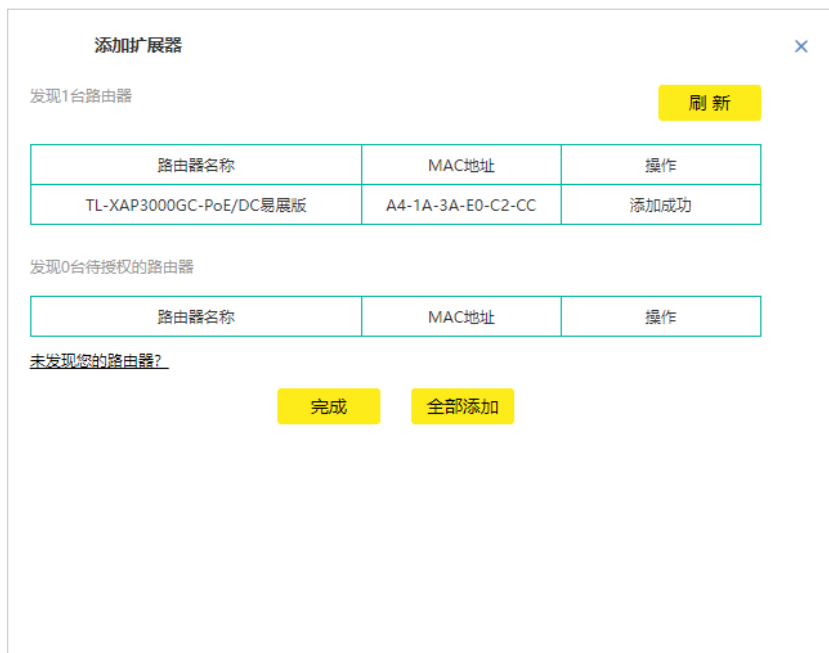 添加扩展器
发现1台路由器
刷 新
路由器名称 MAC地址 操作
TL-XAP3000GC-PoE/DC易展版 A4-1A-3A-E0-C2-CC 添加成功
发现0台待授权的路由器
路由器名称 MAC地址 操作
未发现您的路由器?
完成 全部添加